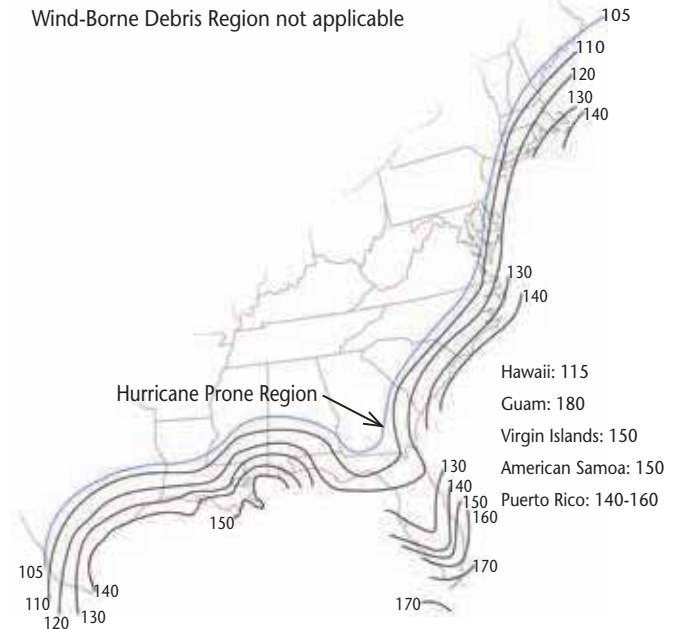 Wind-Borne Debris Region not applicable
105
110
120
130
140
130
140
Hawaii: 115
Hurricane Prone Region
Guam: 180
Virgin Islands: 150
130
American Samoa: 150
140
150
Puerto Rico: 140-160
160
150
170
105
140
110
170
130
120